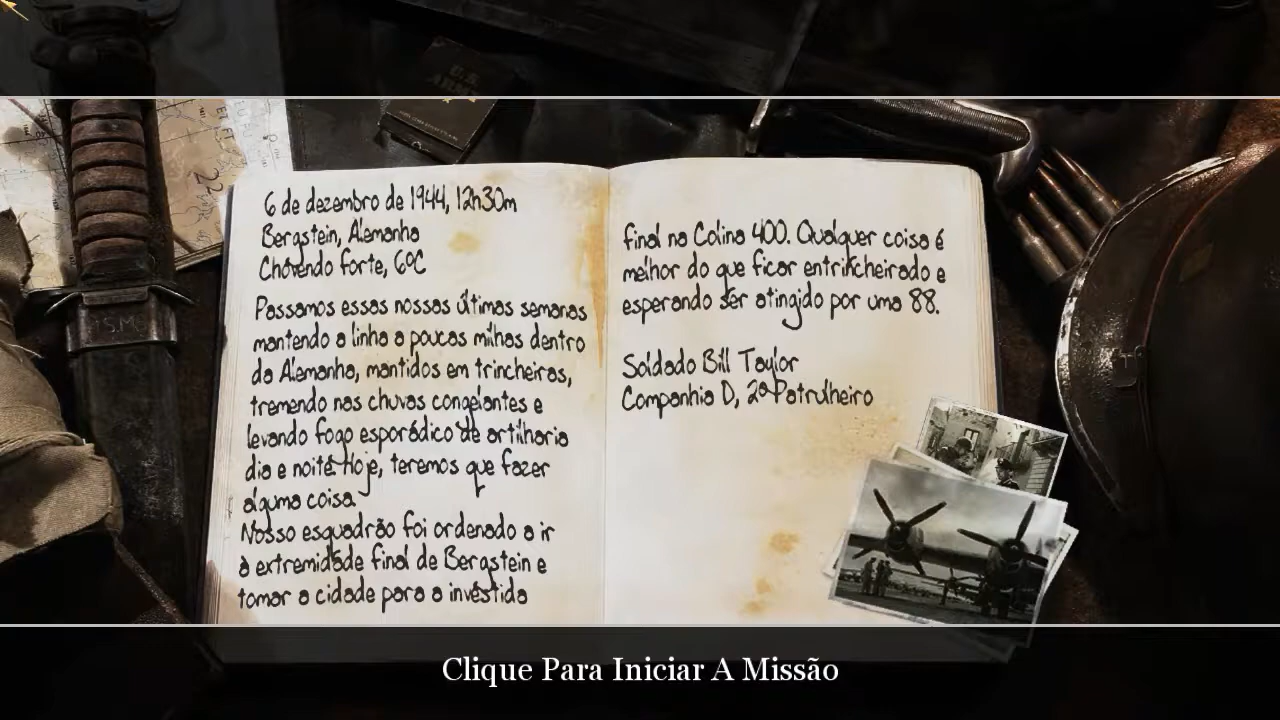 6 de dezembro de 1944, 12h30m
Bergstein, Alemanha
Chovendo forte, 6ºC
Passamos essas nossas últimas semanas
mantendo a linha a poucas milhas dentro
da Alemanha, mantidos em trincheiras,
tremendo nas chuvas congelantes e
levando fogo esporádico de artilharia
dia e noite. Hoje, teremos que fazer
alguma coisa
Nosso esquadrão foi ordenado a ir
à extremidade final de Bergstein e
tomar a cidade para a investida
final na Colina 400. Qualquer coisa é
melhor do que ficar entrincheirado e
esperando ser atingido por uma 88.
Soldado Bill Taylor
Companhia D, 2º Patrulheiro
U.S.
ARMY
Clique Para Iniciar A Missão